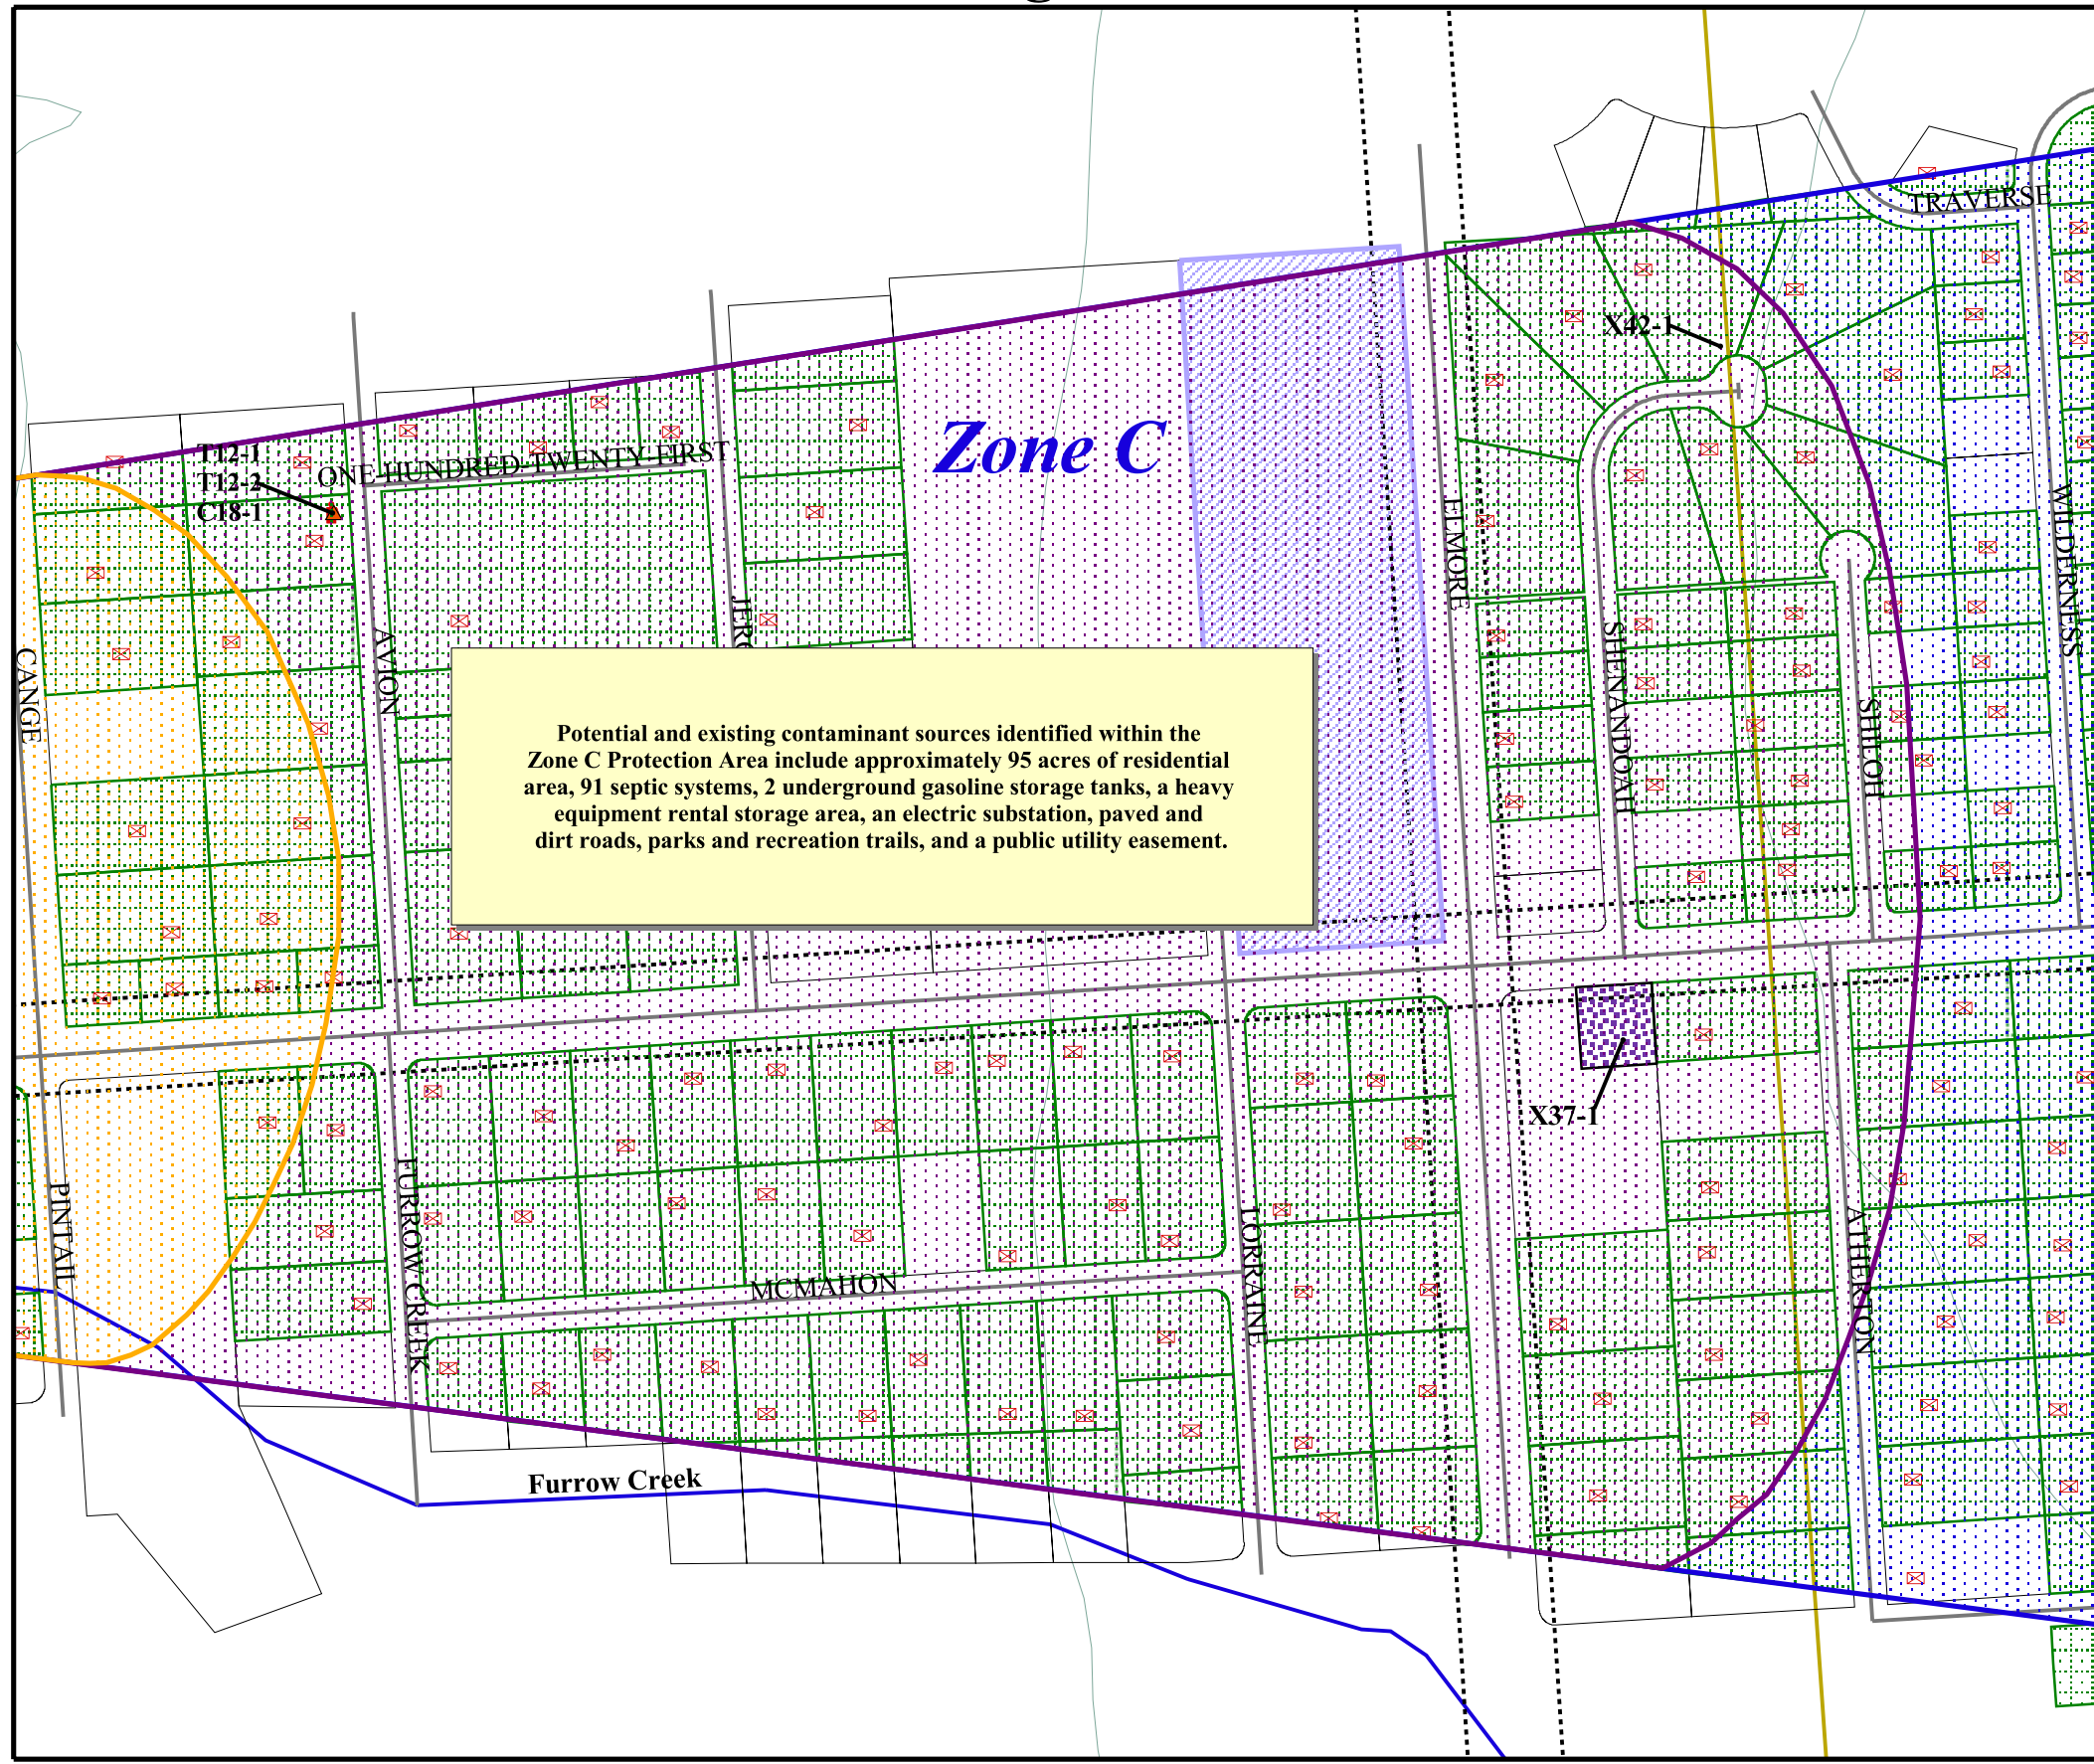 TRAVERSE
X42-1
T12-1
T12-2
C18-1
ONE-HUNDRED-TWENTY-FIRST
Zone C
ELMORE
WILDERNESS
CANGE
AVION
SHENANDOAH
SHILOH
Potential and existing contaminant sources identified within the
Zone C Protection Area include approximately 95 acres of residential
area, 91 septic systems, 2 underground gasoline storage tanks, a heavy
equipment rental storage area, an electric substation, paved and
dirt roads, parks and recreation trails, and a public utility easement.
X37-1
PINTAIL
FURROW CREEK
MCMAHON
LORRAINE
ATHERTON
Furrow Creek